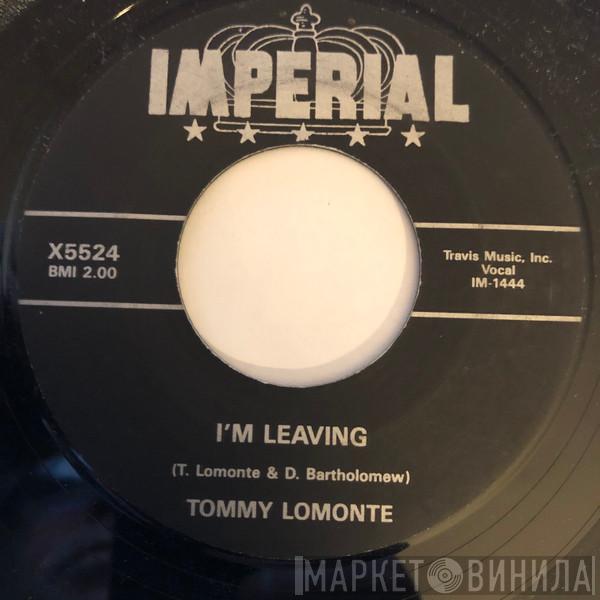 IMPERIAL
X5524
BMI 2.00
Travis Music, Inc.
Vocal
IM-1444
I'M LEAVING
(T. Lomonte & D. Bartholomew)
TOMMY LOMONTE
МАРКЕТ ВИНИЛА